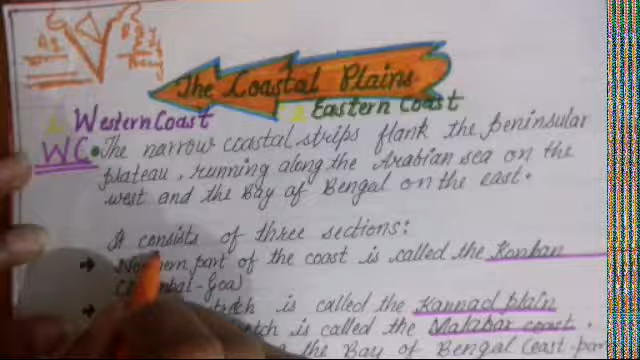 The Coastal Plains
1. Western Coast
2. Eastern Coast
WC • The narrow coastal strips flank the peninsular
plateau, running along the Arabian sea on the
west and the Bay of Bengal on the east.
It consists of three sections:
→ Northern part of the coast is called the Konkan
-Goa)
→ is called the Kannad plain
is called the Malabar coast.
the Bay of Bengal Coast